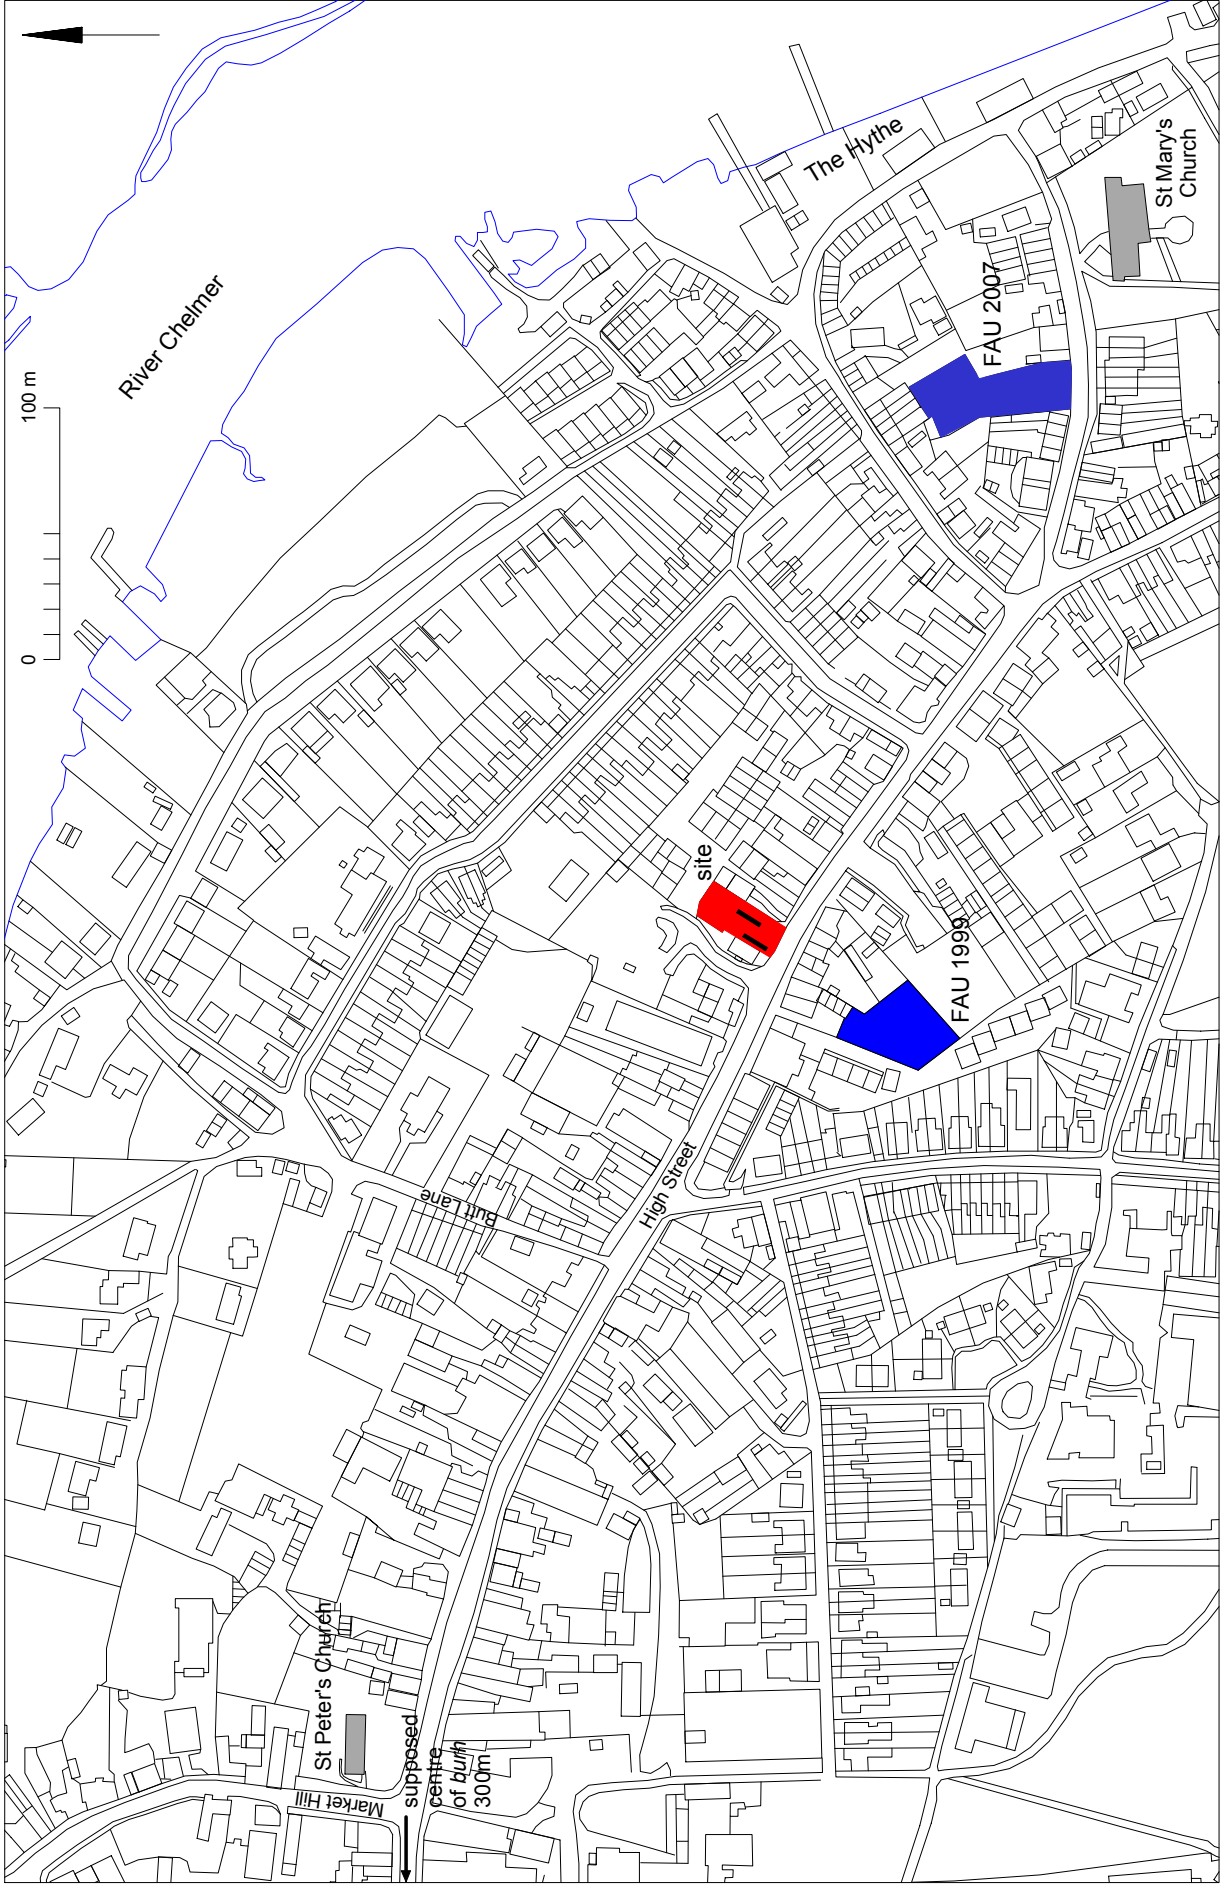 0
100 m
River Chelmer
The Hythe
St Mary's
Church
FAU 2007
site
FAU 1999
High Street
Butt Lane
St Peter's Church
Market Hill
supposed
centre
of burh
300m